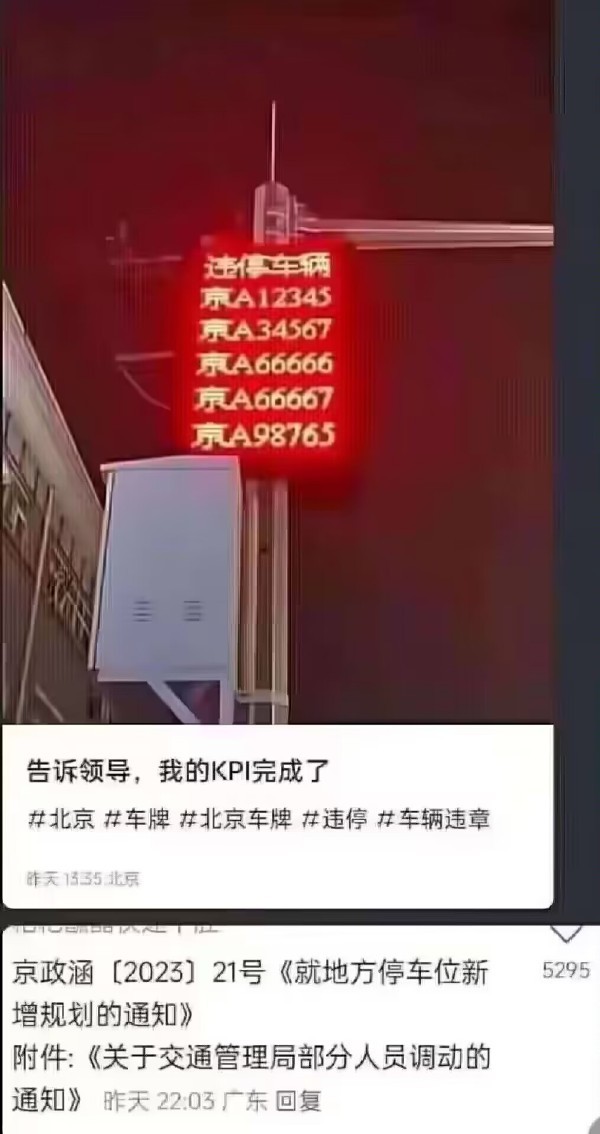 违停车辆
京A12345
京A34567
京A66666
京A66667
京A98765
告诉领导，我的KPI完成了
#北京 #车牌 #北京车牌 #违停 #车辆违章
昨天 13:35 北京
京政涵〔2023〕21号《就地方停车位新
5295
增规划的通知》
附件:《关于交通管理局部分人员调动的
通知》 昨天 22:03 广东 回复